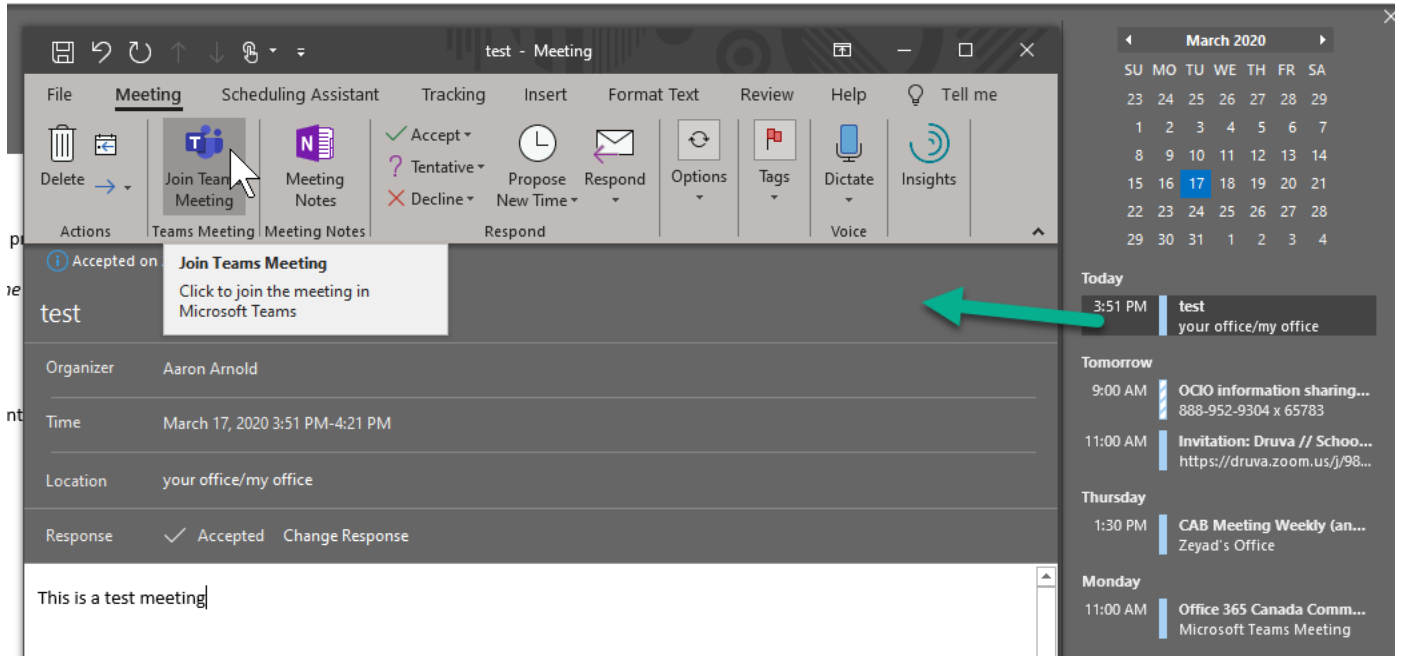 test - Meeting
File Meeting Scheduling Assistant Tracking Insert Format Text Review Help Tell me
Delete
Join Team
Meeting
Meeting
Notes
Accept
Tentative
Decline
Propose
New Time
Respond
Options
Tags
Dictate
Insights
Actions Teams Meeting Meeting Notes Respond Voice
Accepted on
Join Teams Meeting
Click to join the meeting in
Microsoft Teams
test
Organizer Aaron Arnold
Time March 17, 2020 3:51 PM-4:21 PM
Location your office/my office
Response Accepted Change Response
This is a test meeting
March 2020
SU MO TU WE TH FR SA
23 24 25 26 27 28 29
1 2 3 4 5 6 7
8 9 10 11 12 13 14
15 16 17 18 19 20 21
22 23 24 25 26 27 28
29 30 31 1 2 3 4
Today
3:51 PM test
your office/my office
Tomorrow
9:00 AM OCIO information sharing...
888-952-9304 x 65783
11:00 AM Invitation: Druva // Schoo...
https://druva.zoom.us/j/98...
Thursday
1:30 PM CAB Meeting Weekly (an...
Zeyad's Office
Monday
11:00 AM Office 365 Canada Comm...
Microsoft Teams Meeting